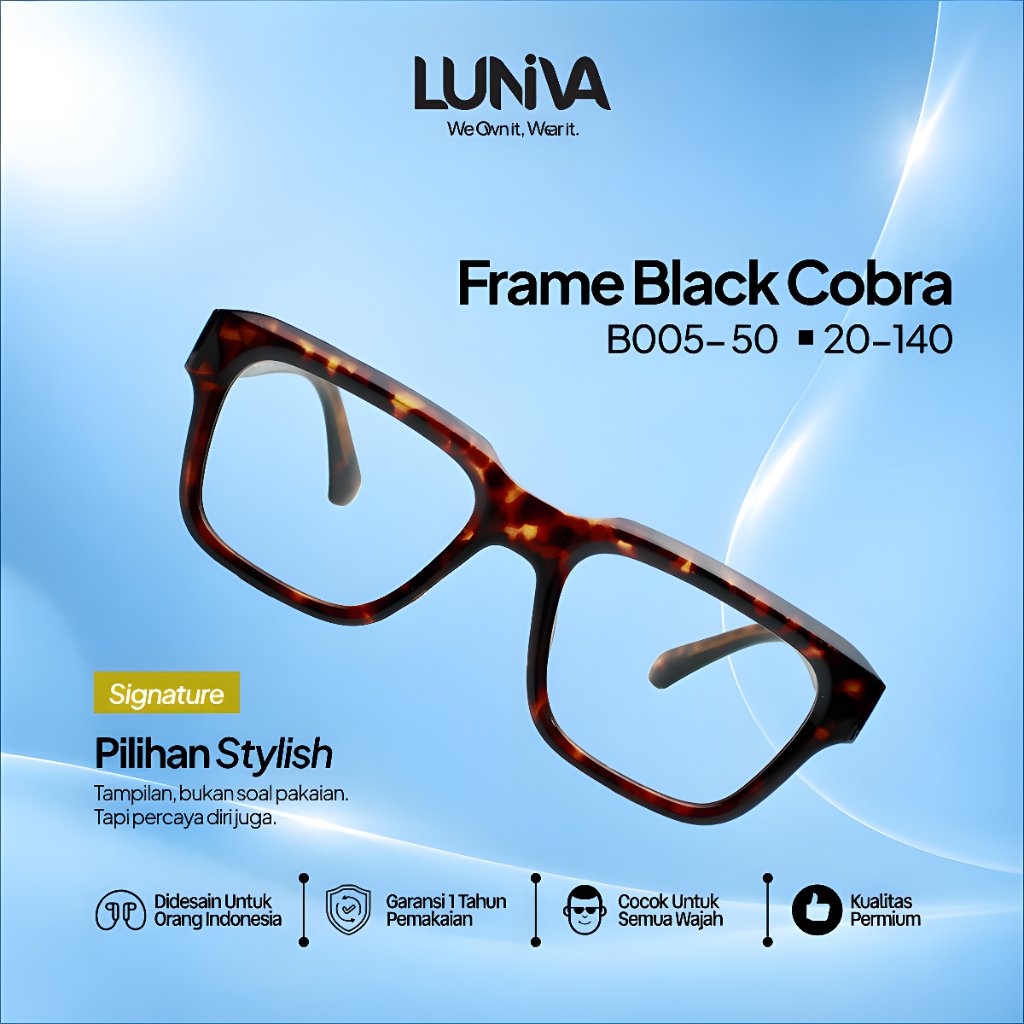 LUNiVA
We Own it, Wear it.
Frame Black Cobra
B005-50 ■ 20-140
Signature
Pilihan Stylish
Tampilan, bukan soal pakaian.
Tapi percaya diri juga.
Didesain Untuk
Orang Indonesia
Garansi 1 Tahun
Pemakaian
Cocok Untuk
Semua Wajah
Kualitas
Permium